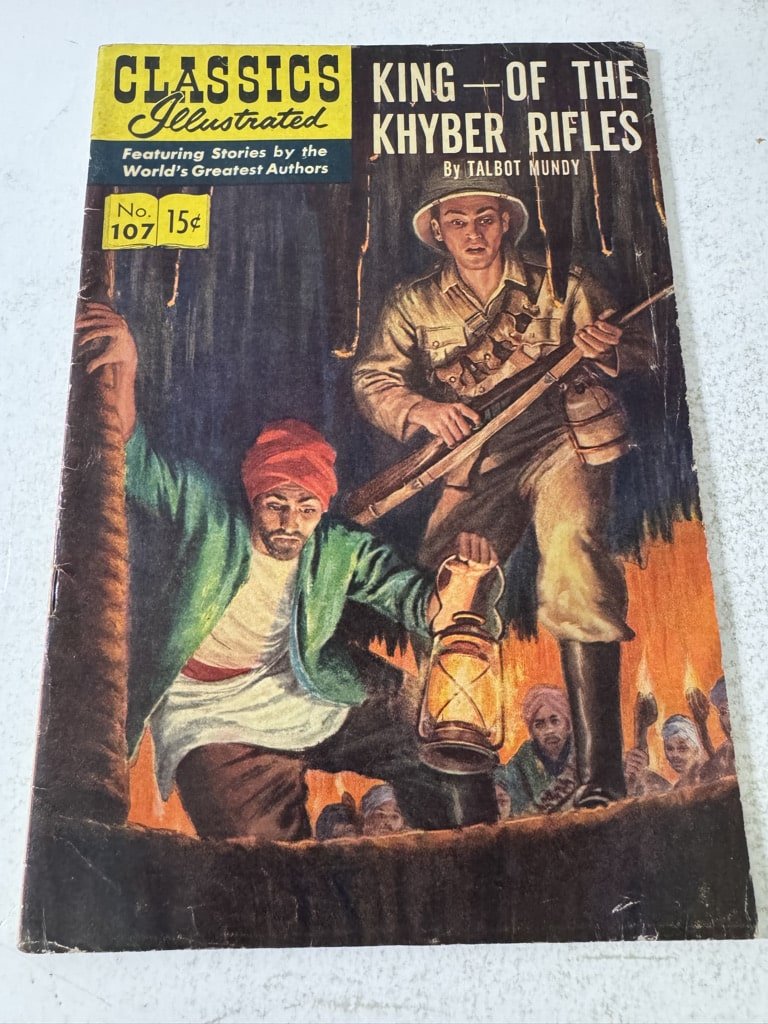 CLASSICS
Illustrated
Featuring Stories by the
World's Greatest Authors
No.
107
15¢
KING—OF THE
KHYBER RIFLES
By TALBOT MUNDY